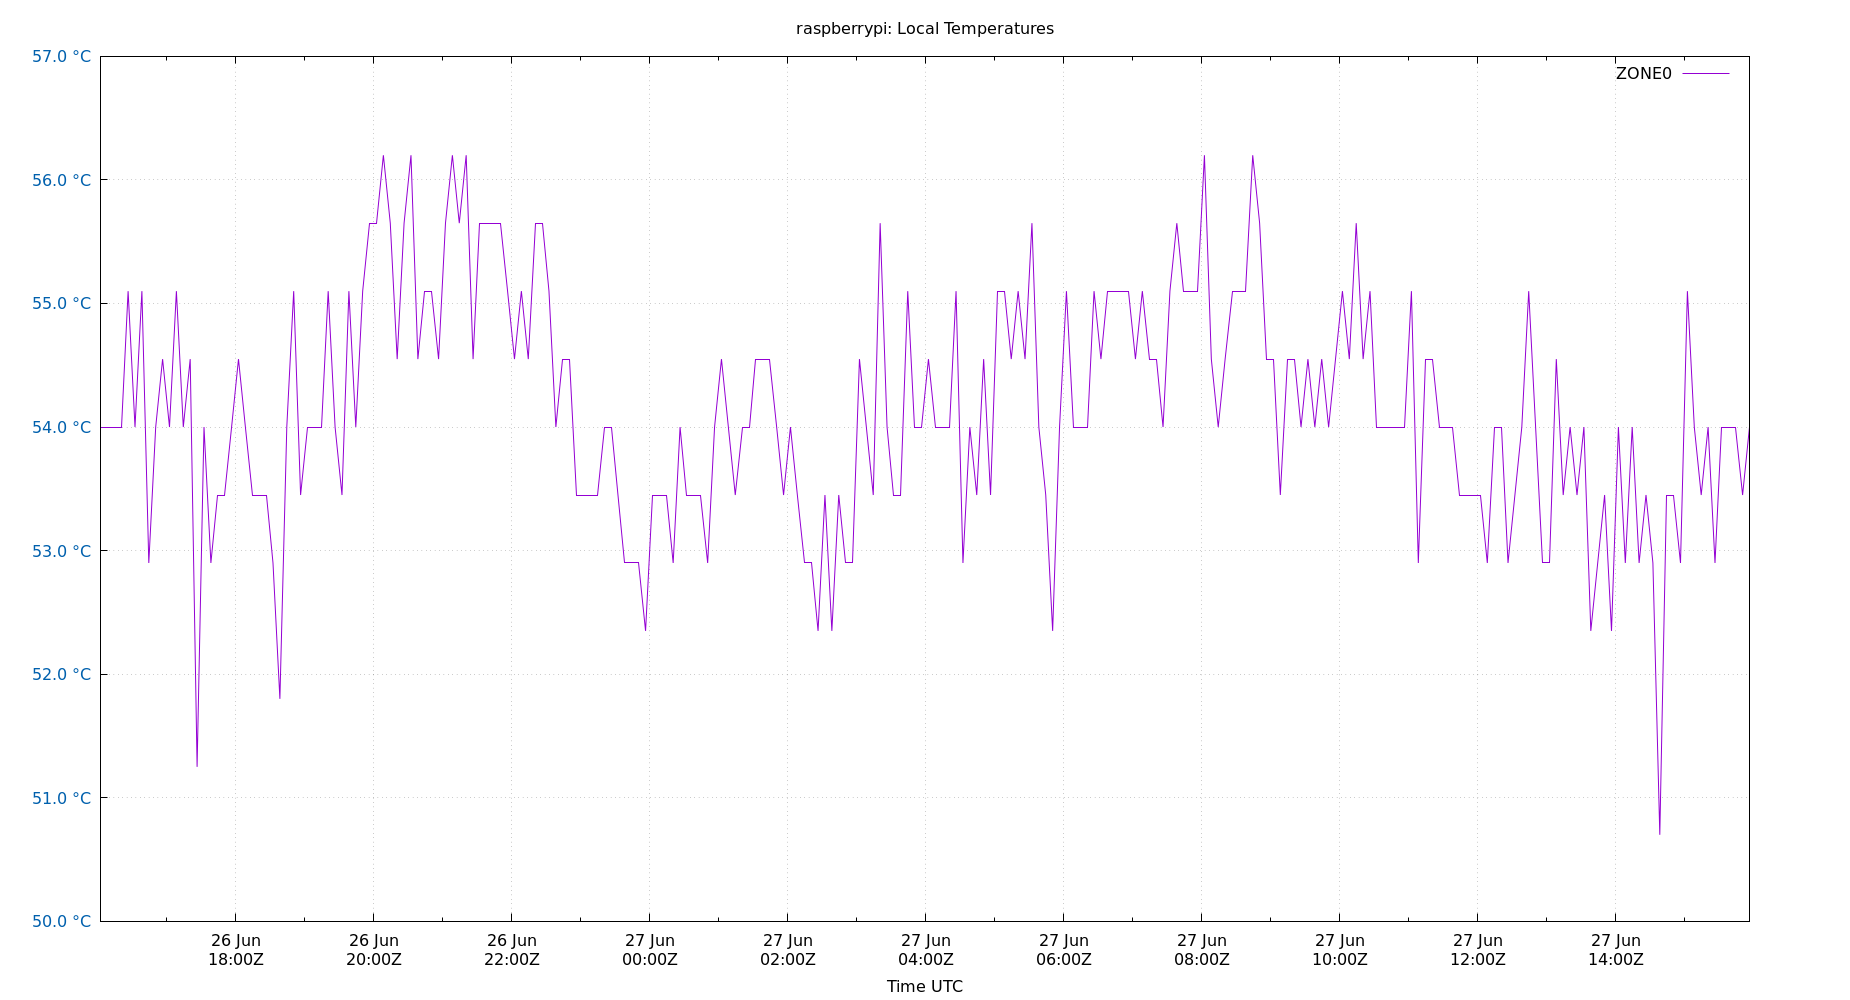 raspberrypi: Local Temperatures
57.0 °C
ZONE0
56.0 °C
55.0 °C
54.0 °C
53.0 °C
52.0 °C
51.0 °C
50.0 °C
26 Jun
18:00Z
26 Jun
20:00Z
26 Jun
22:00Z
27 Jun
00:00Z
27 Jun
02:00Z
27 Jun
04:00Z
27 Jun
06:00Z
27 Jun
08:00Z
27 Jun
10:00Z
27 Jun
12:00Z
27 Jun
14:00Z
Time UTC